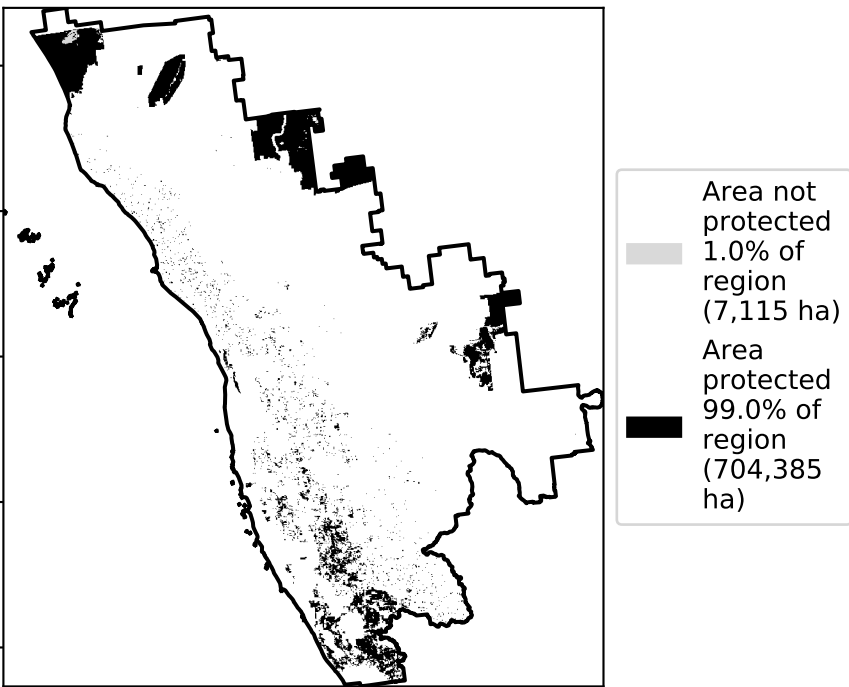 Area not
protected
1.0% of
region
(7,115 ha)
Area
protected
99.0% of
region
(704,385
ha)